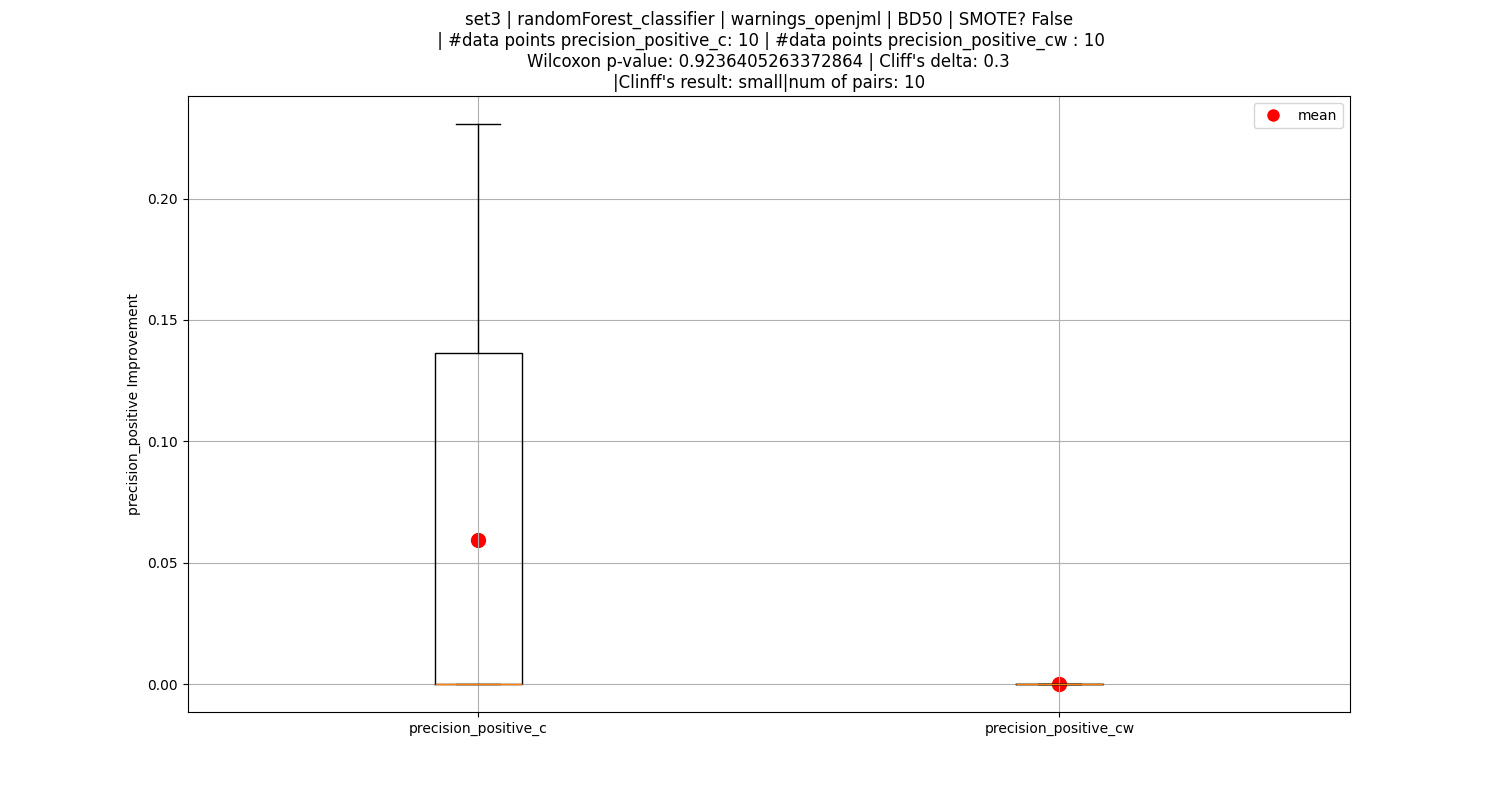 set3 | randomForest_classifier | warnings_openjml | BD50 | SMOTE? False
| #data points precision_positive_c: 10 | #data points precision_positive_cw : 10
Wilcoxon p-value: 0.9236405263372864 | Cliff's delta: 0.3
|Clinff's result: small|num of pairs: 10
mean
precision_positive Improvement
0.20
0.15
0.10
0.05
0.00
precision_positive_c
precision_positive_cw